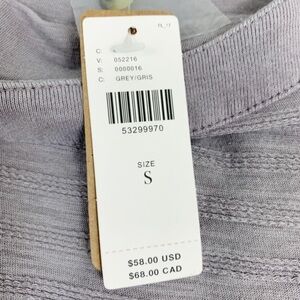 V: 052216
S: 0000016
C: GREY/GRIS
53299970
SIZE
S
$58.00 USD
$68.00 CAD